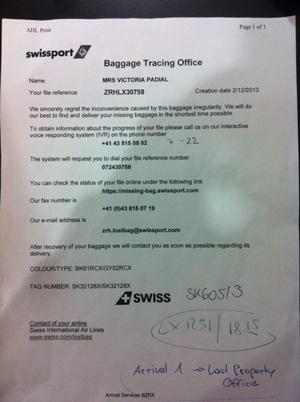 AHL Print
Page 1 of 1
swissport
Baggage Tracing Office
Name MRS VICTORIA PADIAL
Your file reference ZRHLX30758 Creation date 2/12/2013
We sincerely regret the inconvenience caused by this baggage irregularity. We will do
our best to find and deliver your missing baggage in the shortest time possible.
To obtain information about the progress of your file please call us on our interactive
voice responding system (IVR) on the phone number
+41 43 815 08 02 + -22
The system will request you to dial your file reference number
072430758
You can check the status of your file online under the following link
https://missing-bag.swissport.com
Our fax number is
+41 (0)43 815 07 19
Our e-mail address is
zrh.lostbag@swissport.com
After recovery of your baggage we will contact you as soon as possible regarding its
delivery.
COLOUR/TYPE: BK61RCX/GY52RCX
TAG NUMBER: SK32128X/SK32128X
SWISS
SK605/3
LX1251/1815
Contact of your airline
Swiss International Air Lines
www.swiss.com/lostbag
Arrival 1 → Lost Property
Office
Arrival Services BZRX